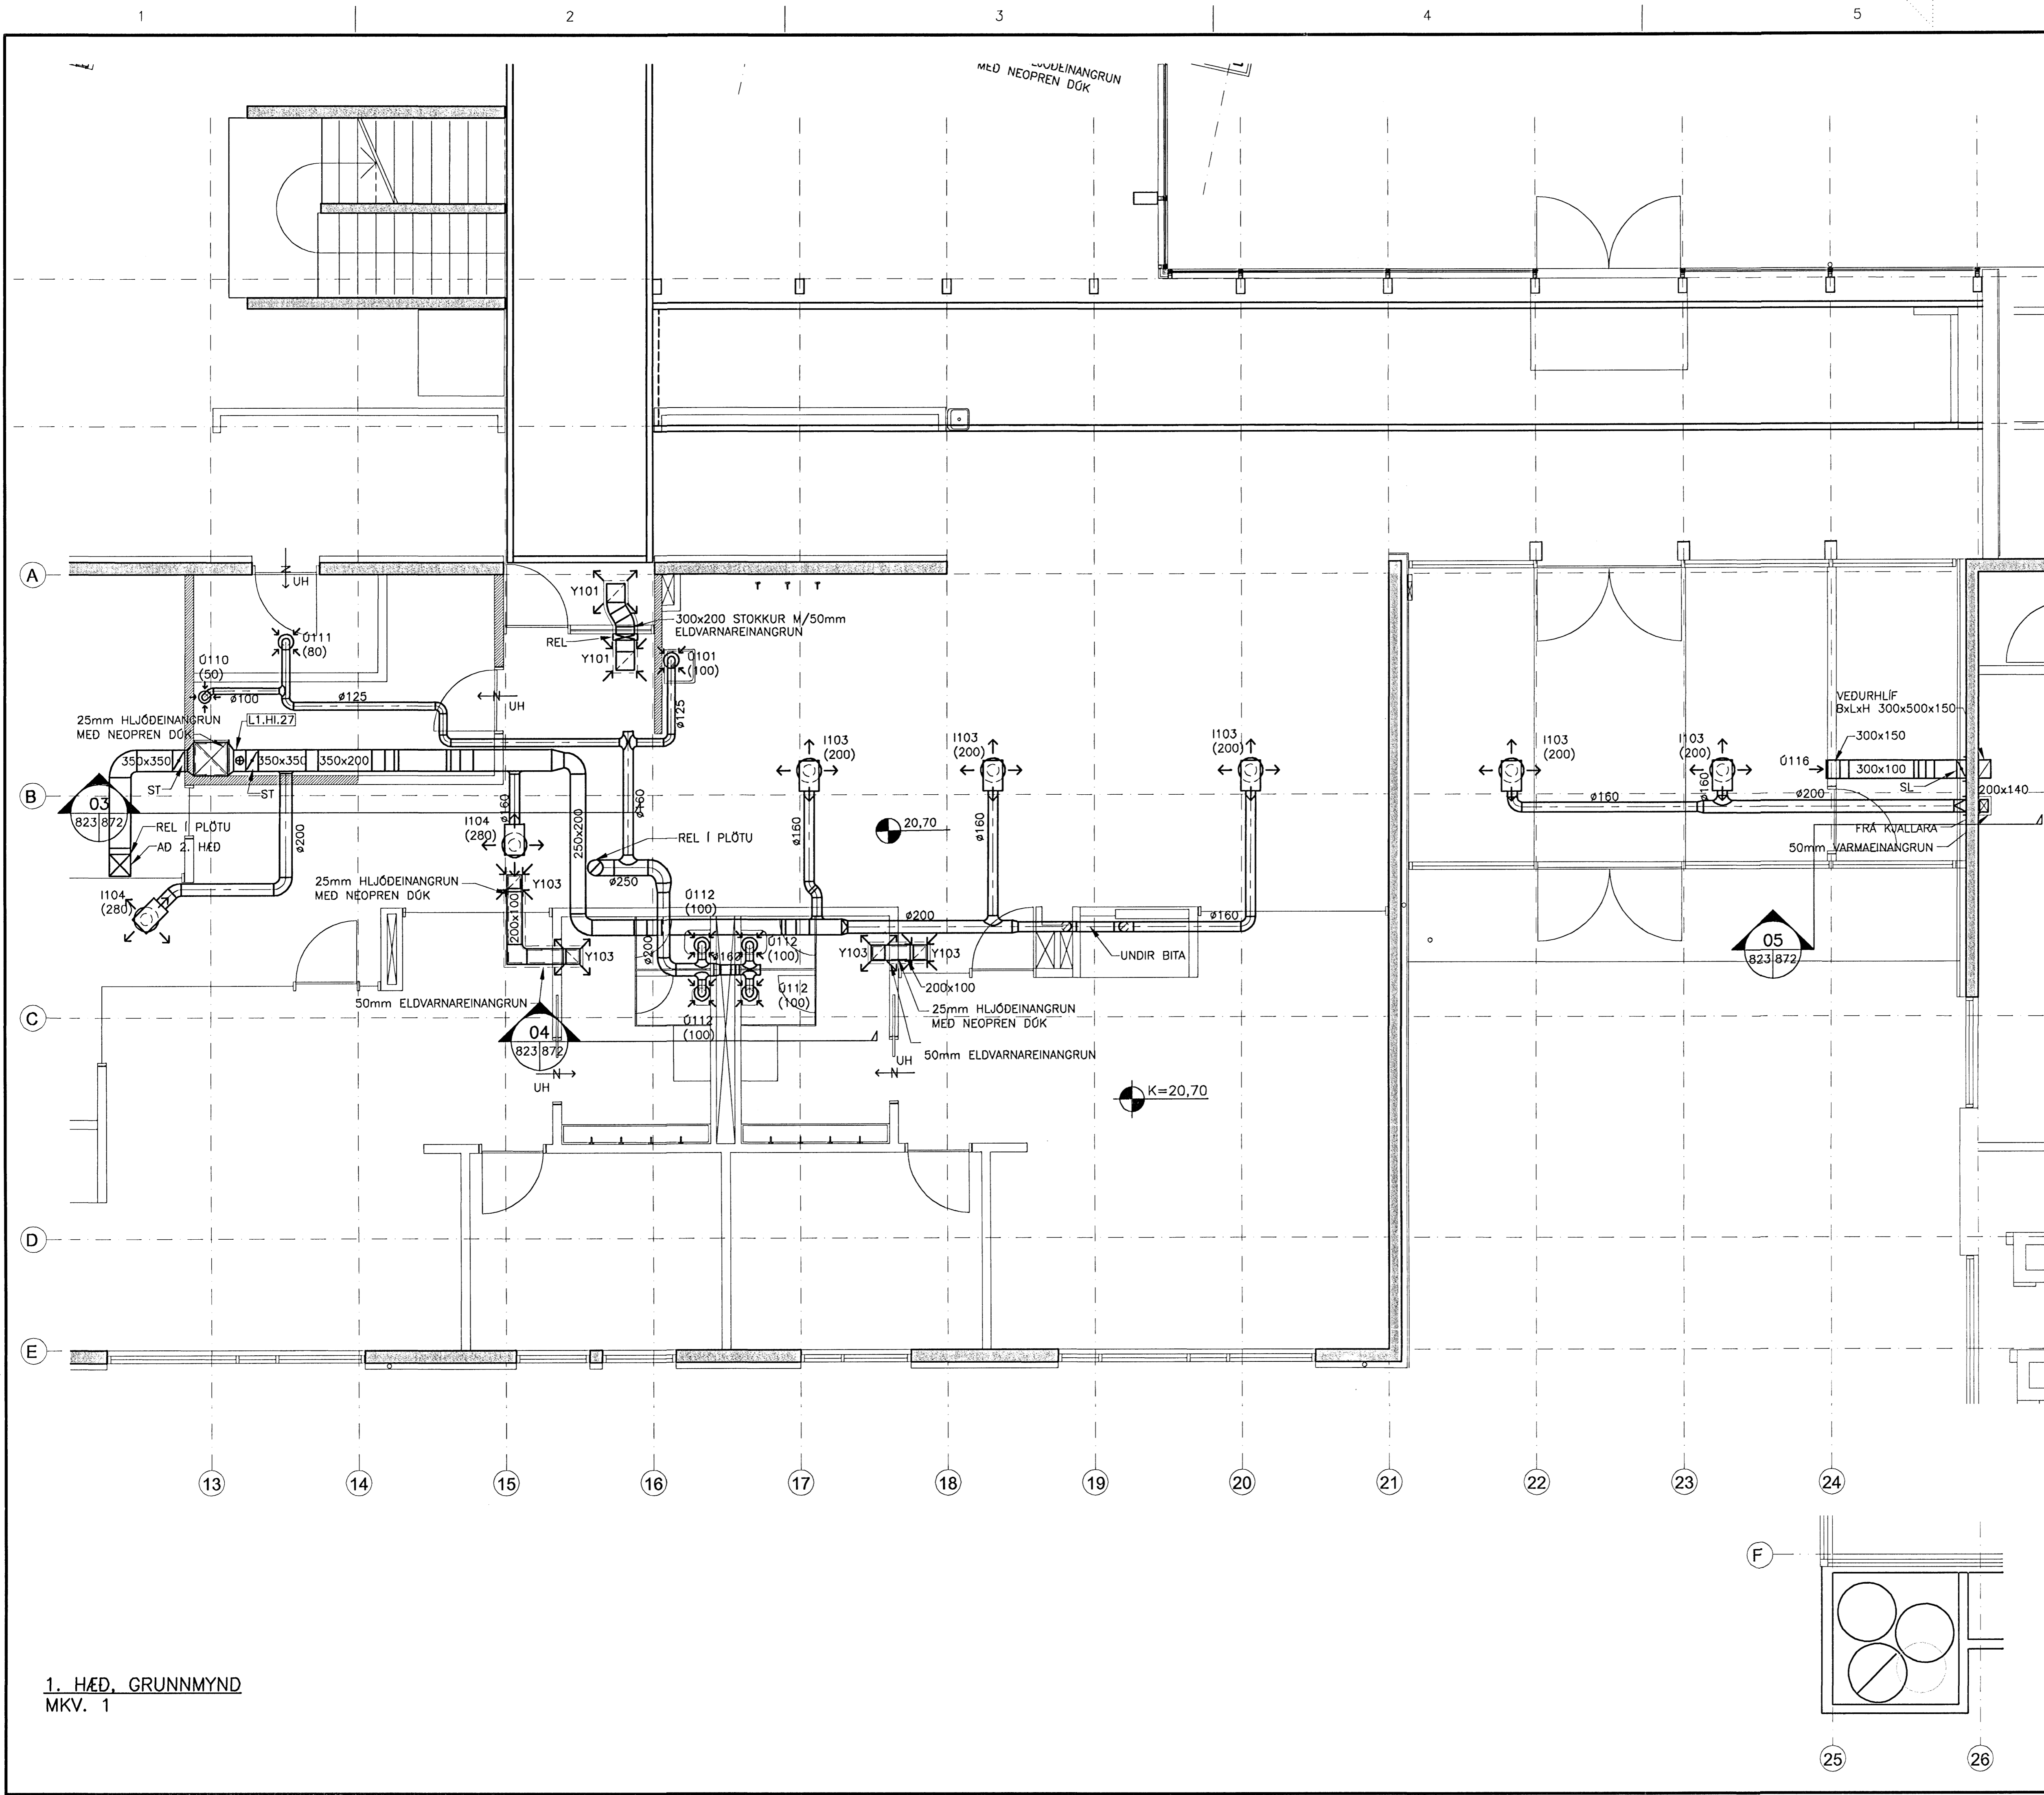 1
2
3
4
5
MEÐ NEOPREN DÚK
A
UH
Y101
300x200 STOKKUR M/50mm
ELDVARNAREINANGRUN
REL
Y101
Ú111
(80)
Ú110
(50)
Ú101
(100)
ø100
ø125
UH
ø125
25mm HLJÓÐEINANGRUN
MEÐ NEOPREN DÚK
L1.HI.27
350x350
350x350
350x200
ST
ST
I103
(200)
I103
(200)
I103
(200)
I103
(200)
I103
(200)
VEÐURHLÍF
BxLxH 300x500x150
300x150
Ú116
300x100
SL
200x140
B
03
823 872
REL Í PLÖTU
AÐ 2. HÆÐ
ø200
ø160
I104
(280)
250x200
ø160
REL Í PLÖTU
ø250
ø160
20,70
ø160
ø160
ø160
ø200
FRÁ KJALLARA
50mm VARMAEINANGRUN
I104
(280)
25mm HLJÓÐEINANGRUN
MEÐ NEOPREN DÚK
Y103
200x100
Y103
Ú112
(100)
ø200
ø160
Ú112
(100)
ø200
ø160
Y103
Y103
UNDIR BITA
05
823 872
50mm ELDVARNAREINANGRUN
Ú112
(100)
200x100
25mm HLJÓÐEINANGRUN
MEÐ NEOPREN DÚK
C
04
823 872
Ú112
(100)
UH
50mm ELDVARNAREINANGRUN
UH
K=20,70
D
E
13
14
15
16
17
18
19
20
21
22
23
24
F
1. HÆÐ, GRUNNMYND
MKV. 1
25
26